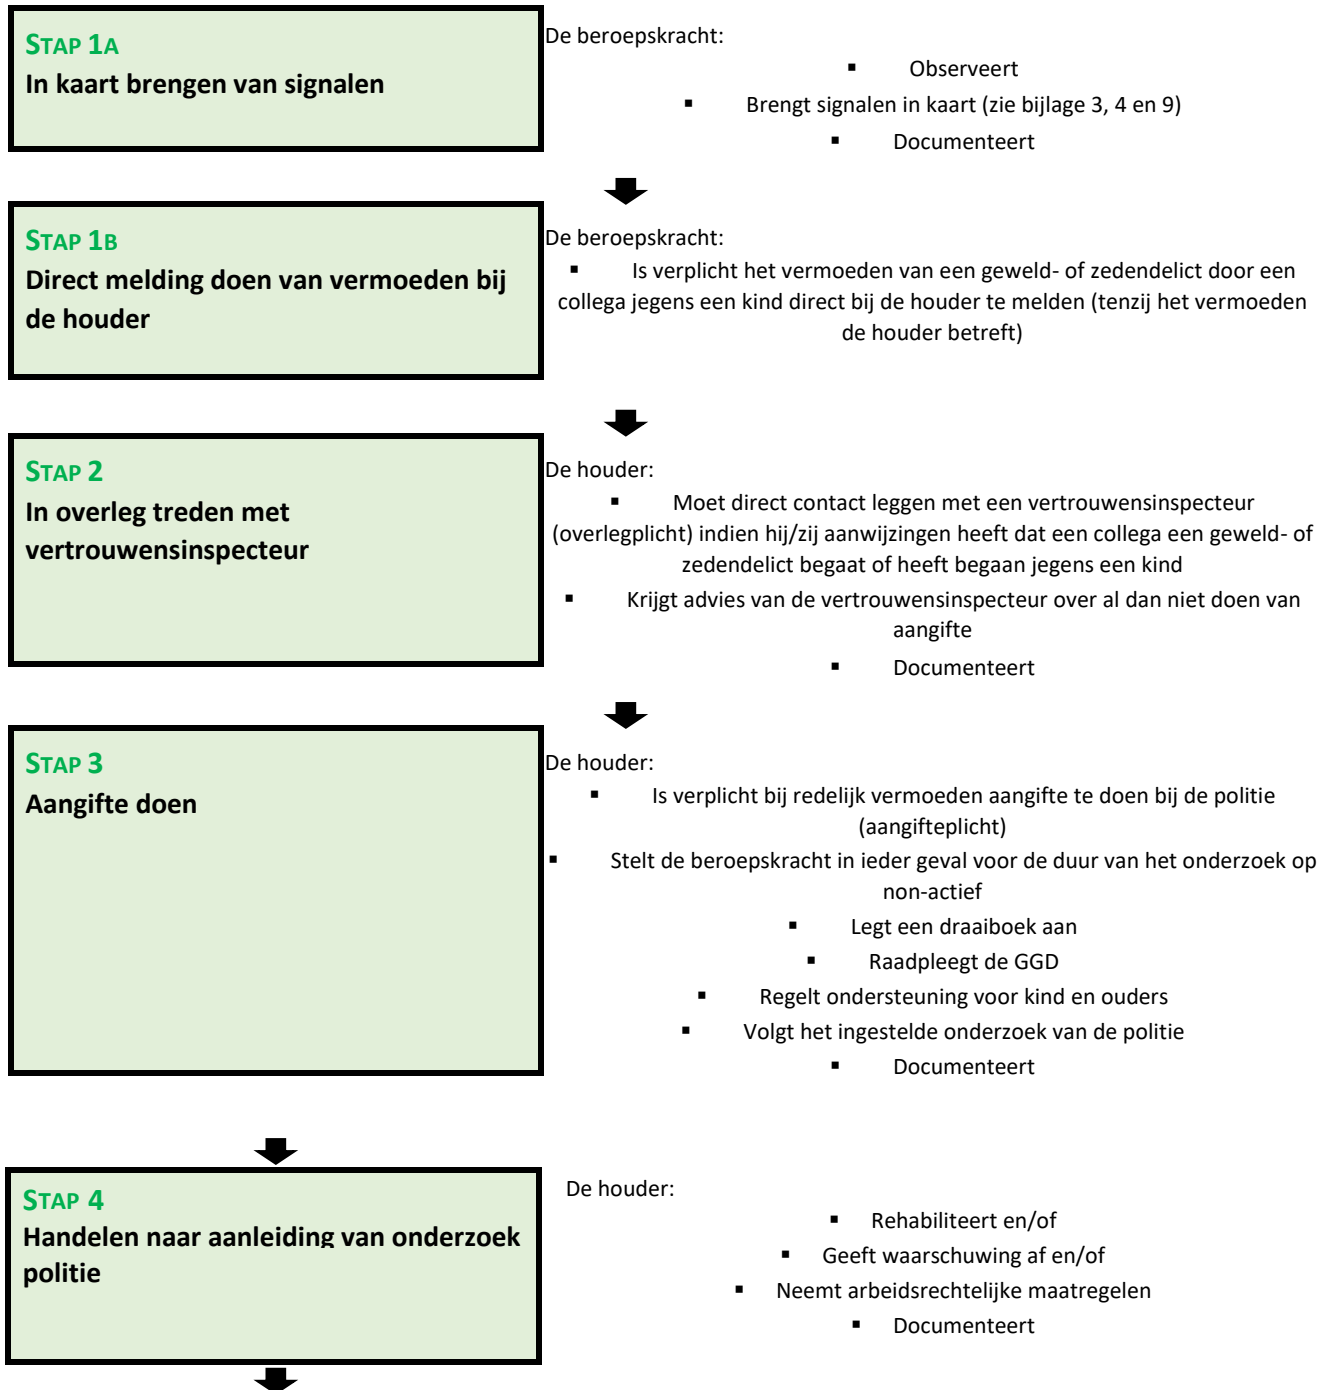 STAP 1A
In kaart brengen van signalen
De beroepskracht:
▪ Observeert
▪ Brengt signalen in kaart (zie bijlage 3, 4 en 9)
▪ Documenteert
STAP 1B
Direct melding doen van vermoeden bij
de houder
De beroepskracht:
▪ Is verplicht het vermoeden van een geweld- of zedendelict door een
collega jegens een kind direct bij de houder te melden (tenzij het vermoeden
de houder betreft)
STAP 2
In overleg treden met
vertrouwensinspecteur
De houder:
▪ Moet direct contact leggen met een vertrouwensinspecteur
(overlegplicht) indien hij/zij aanwijzingen heeft dat een collega een geweld- of
zedendelict begaat of heeft begaan jegens een kind
▪ Krijgt advies van de vertrouwensinspecteur over al dan niet doen van
aangifte
▪ Documenteert
STAP 3
Aangifte doen
De houder:
▪ Is verplicht bij redelijk vermoeden aangifte te doen bij de politie
(aangifteplicht)
▪ Stelt de beroepskracht in ieder geval voor de duur van het onderzoek op
non-actief
▪ Legt een draaiboek aan
▪ Raadpleegt de GGD
▪ Regelt ondersteuning voor kind en ouders
▪ Volgt het ingestelde onderzoek van de politie
▪ Documenteert
STAP 4
Handelen naar aanleiding van onderzoek
politie
De houder:
▪ Rehabiliteert en/of
▪ Geeft waarschuwing af en/of
▪ Neemt arbeidsrechtelijke maatregelen
▪ Documenteert